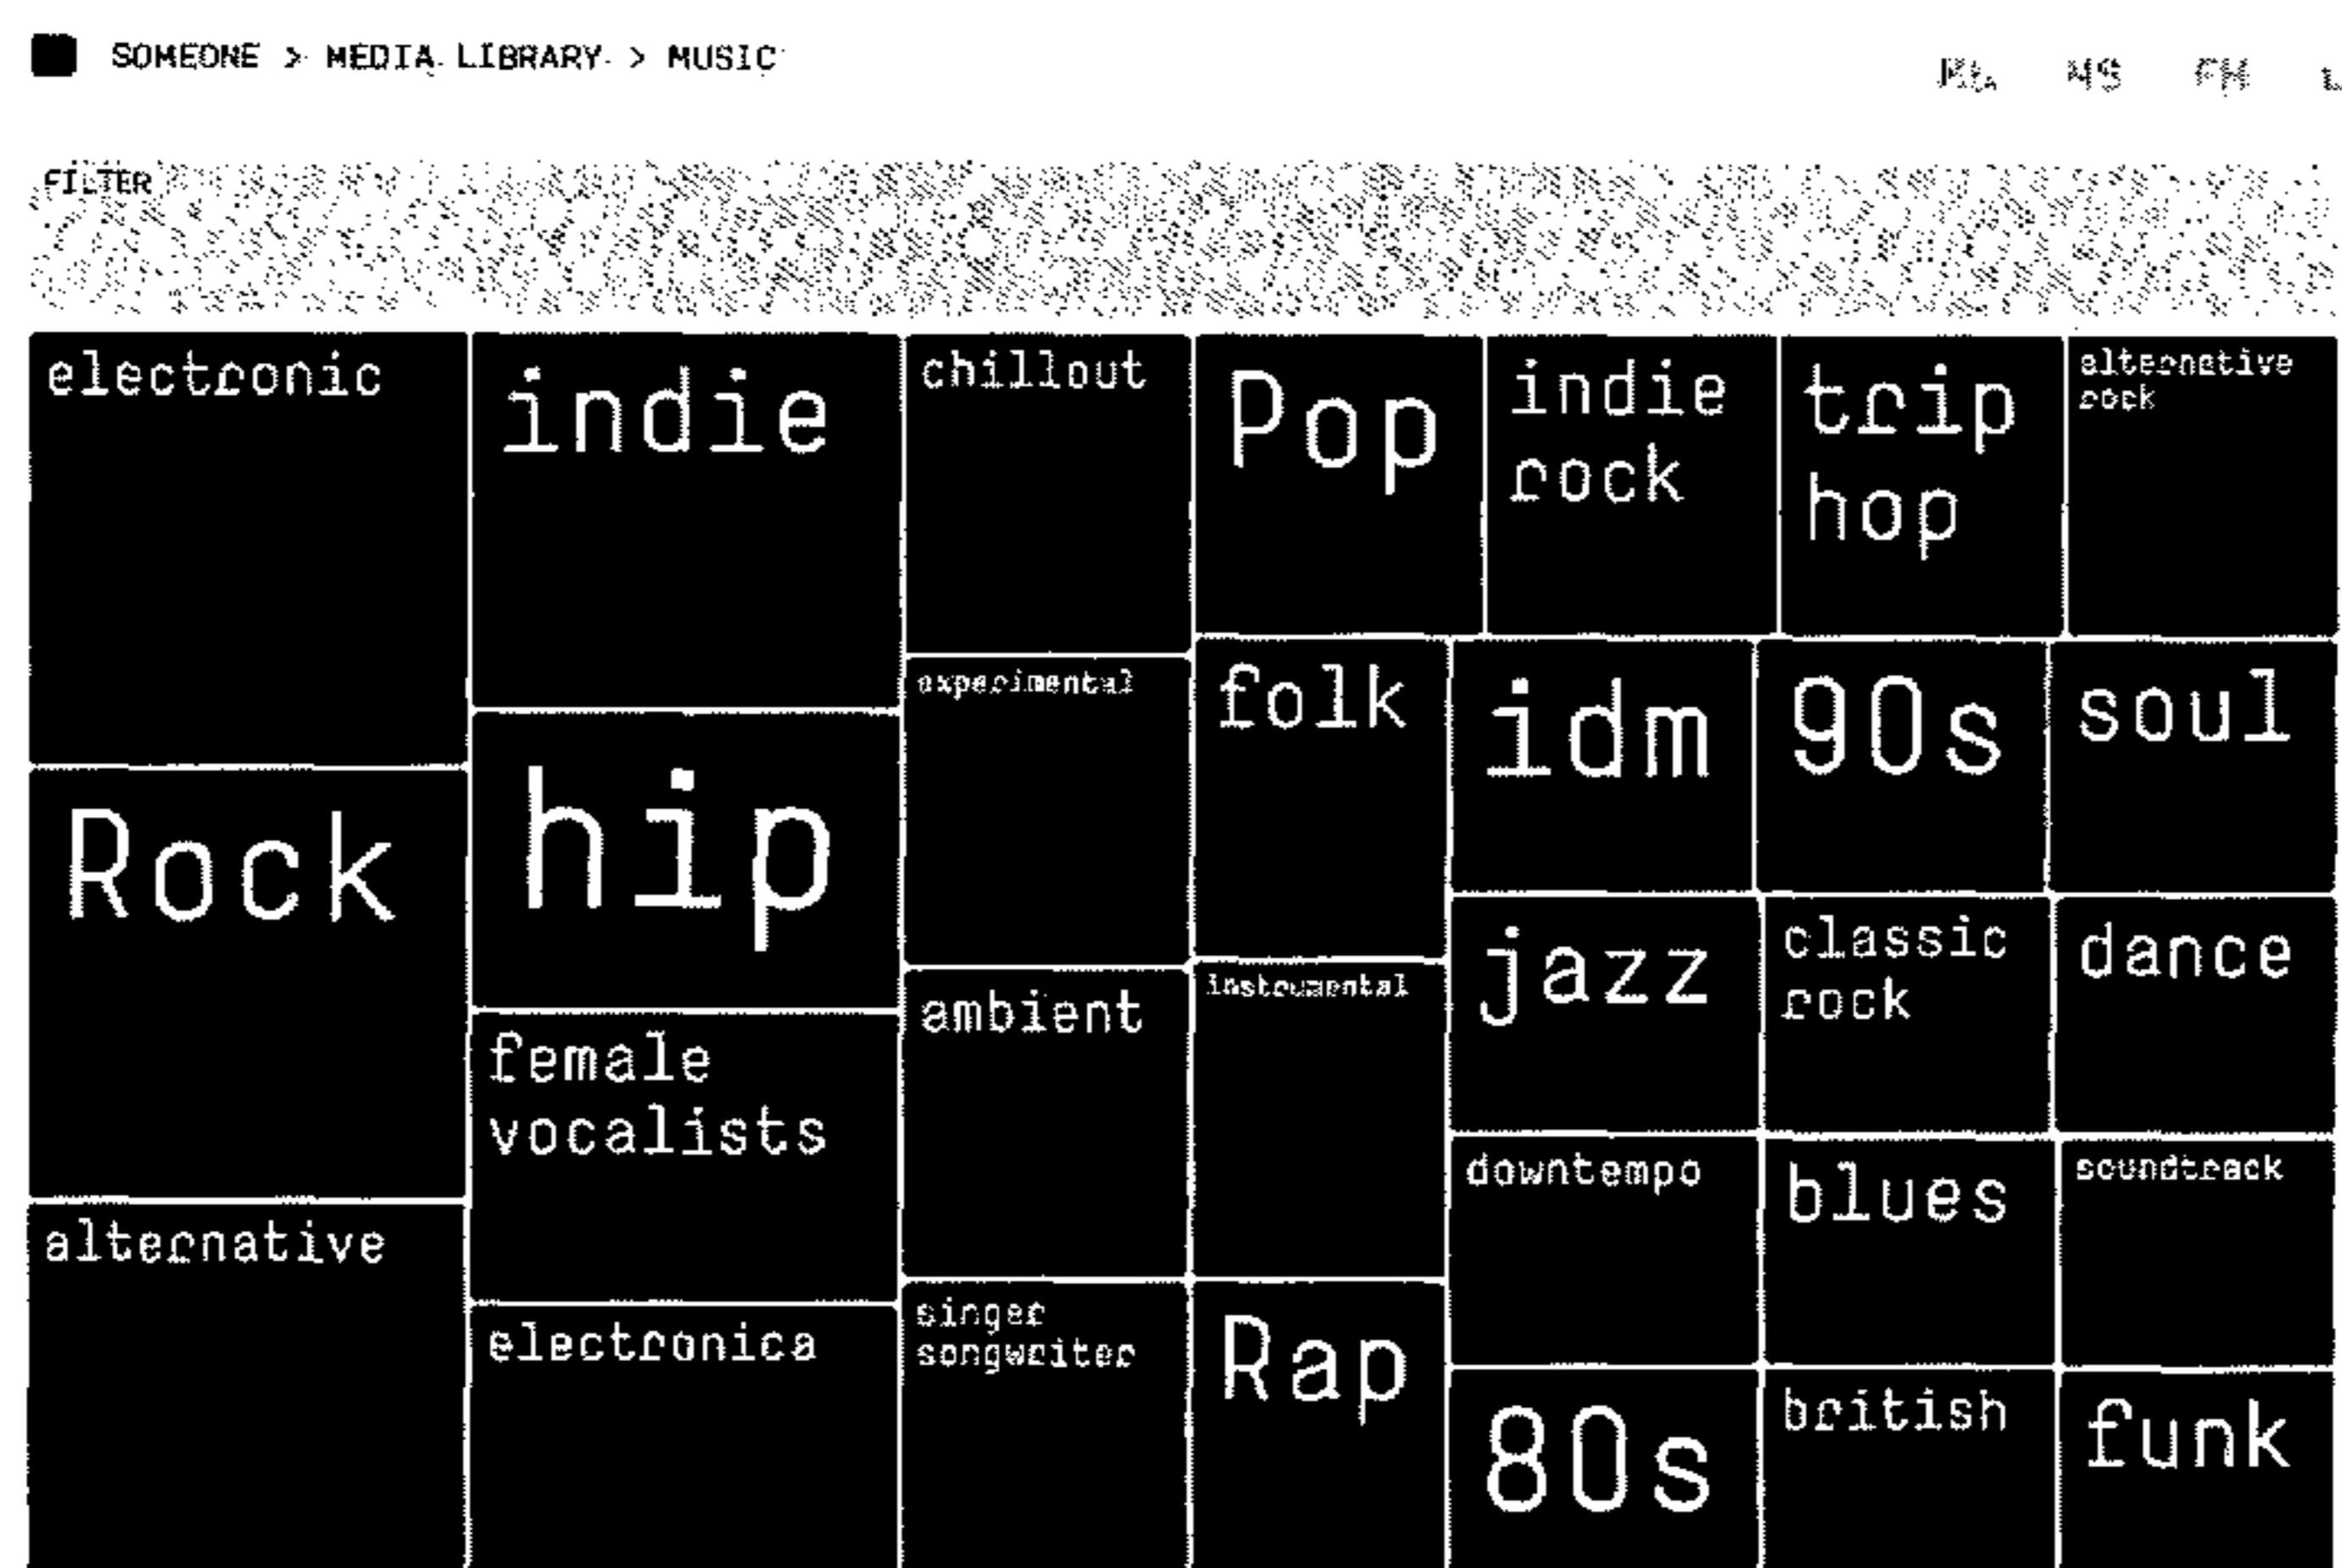 SOMEONE > MEDIA LIBRARY > MUSIC
FILTER
electronic
indie
chillout
Pop
indie
rock
trip
hop
alternative
rock
experimental
folk
idm
90s
soul
Rock
hip
jazz
classic
rock
dance
ambient
instrumental
female
vocalists
downtempo
blues
soundtrack
alternative
electronica
singer
songwriter
Rap
80s
british
funk